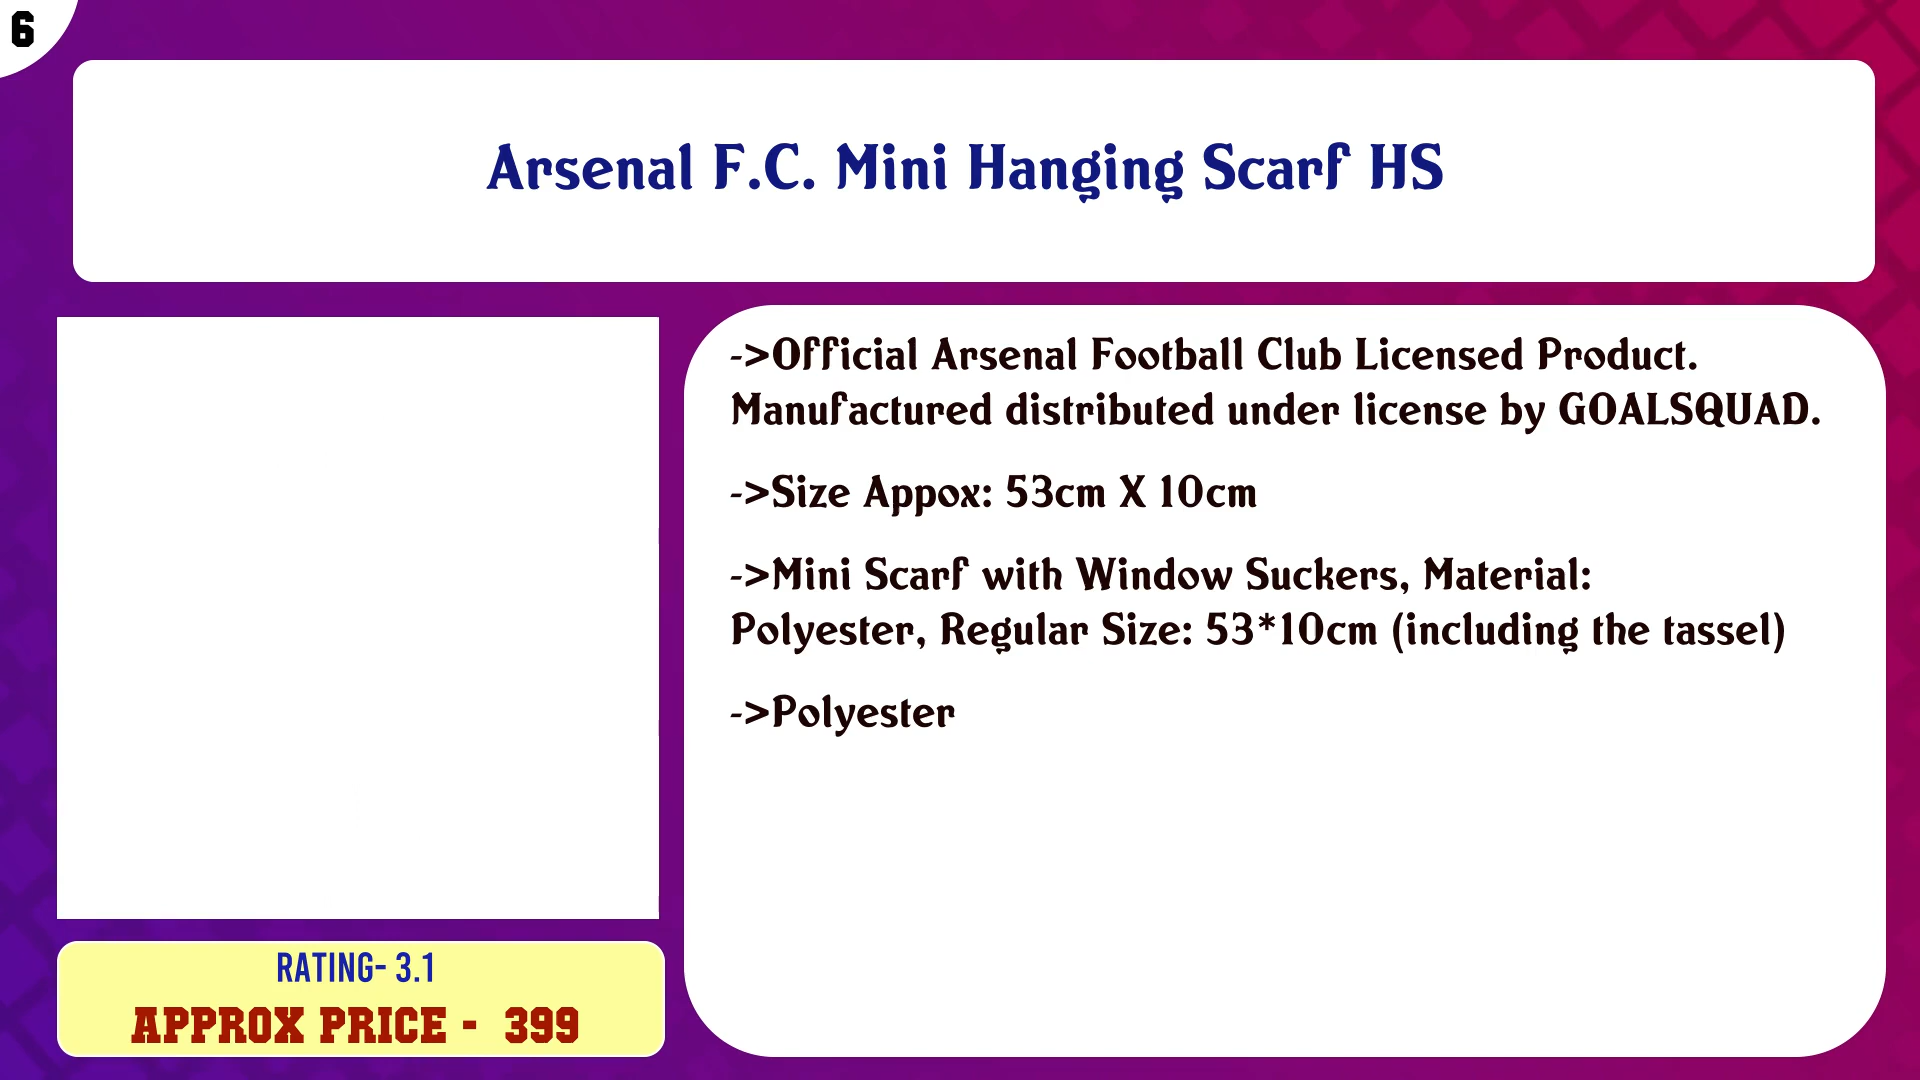 6
Arsenal F.C. Mini Hanging Scarf HS
->Official Arsenal Football Club Licensed Product.
Manufactured distributed under license by GOALSQUAD.
->Size Appox: 53cm X 10cm
->Mini Scarf with Window Suckers, Material:
Polyester, Regular Size: 53*10cm (including the tassel)
->Polyester
RATING- 3.1
APPROX PRICE - 399